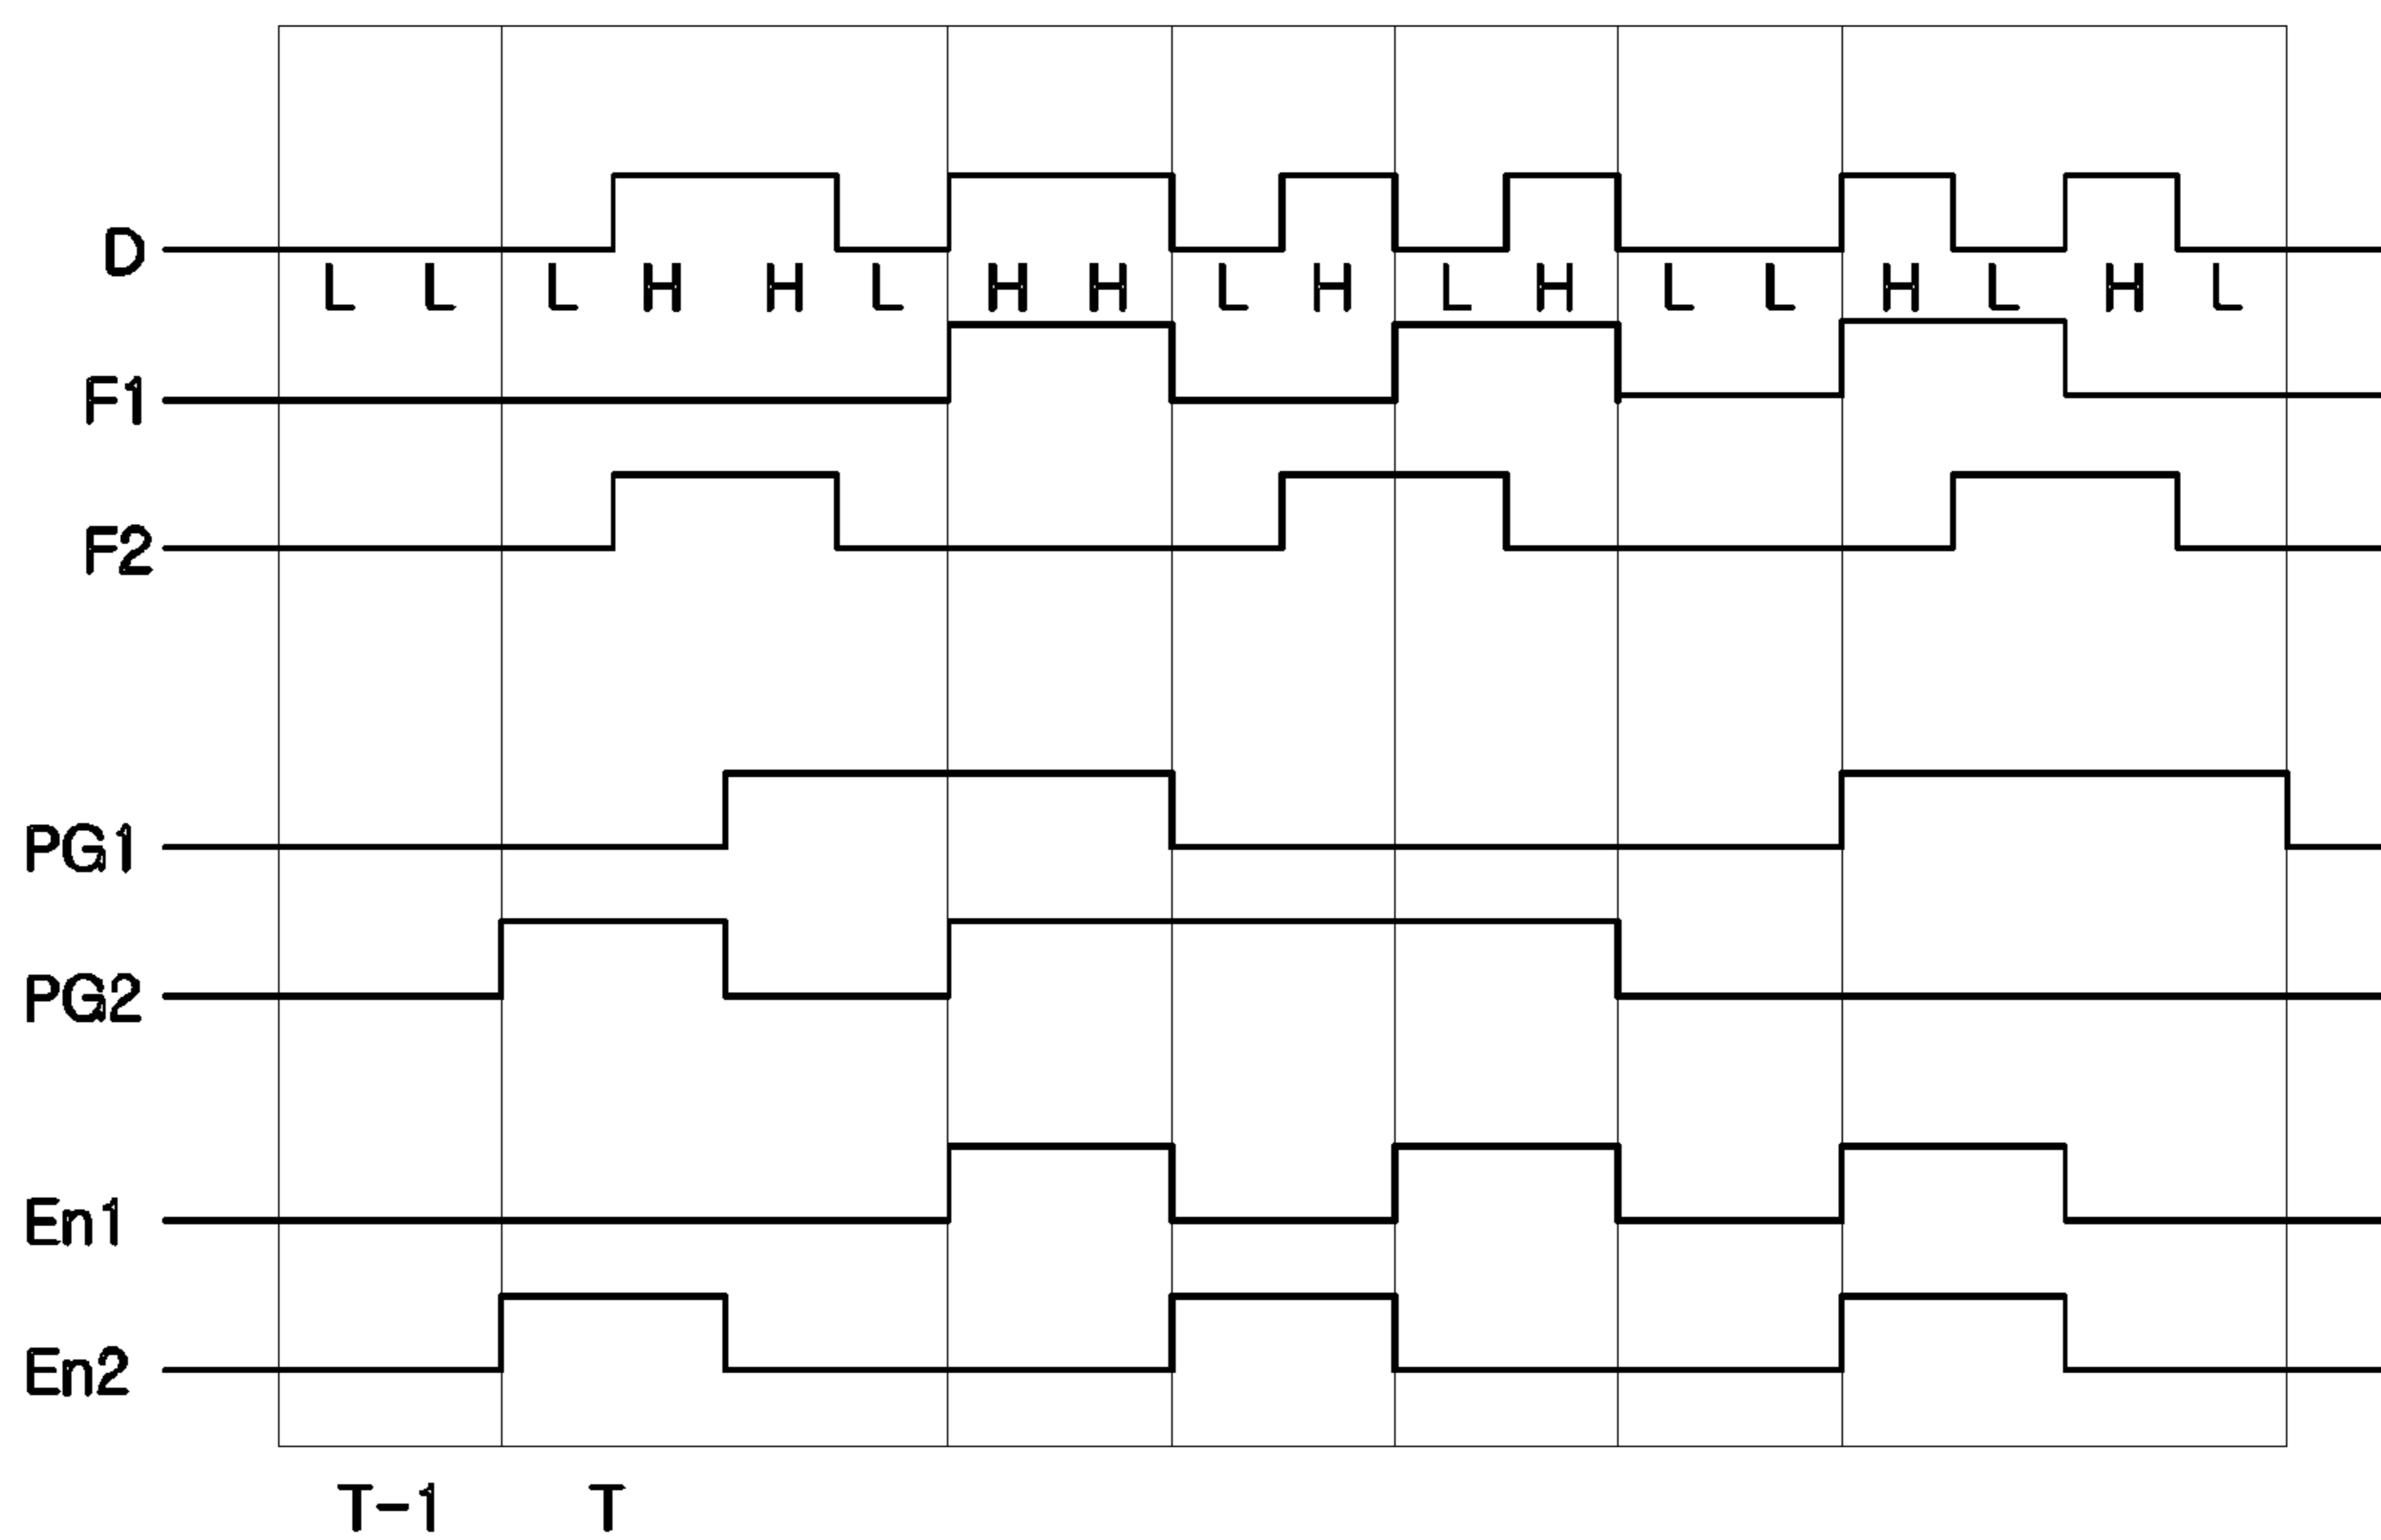 D
L L L H H L H H L H L H L L H L H L
F1
F2
PG1
PG2
En1
En2
T-1 T